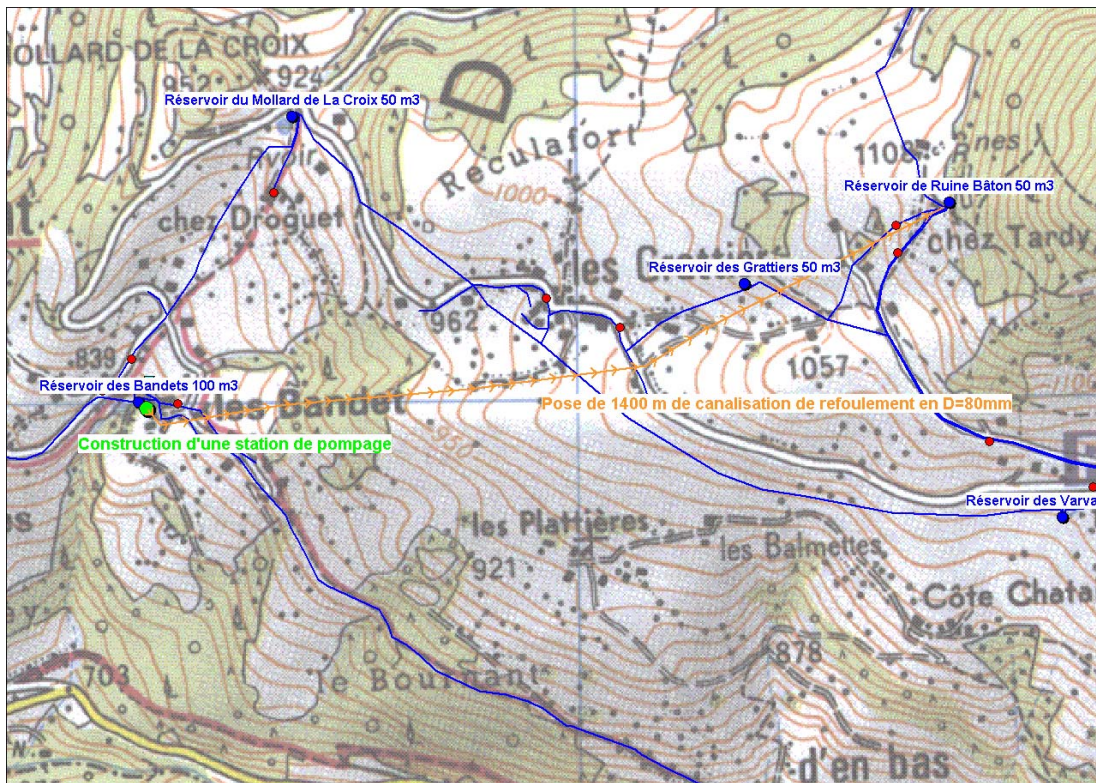 MOLLARD DE LA CROIX
952
924
Réservoir du Mollard de La Croix 50 m3
D
Reculafort
1000
1108
Rnes
Réservoir de Ruine Bâton 50 m3
chez Droguet
chez Tardy
les
Réservoir des Grattiers 50 m3
962
839
1057
Réservoir des Bandets 100 m3
Bandet
Pose de 1400 m de canalisation de refoulement en D=80mm
Construction d'une station de pompage
Réservoir des Varva
les Plattières
les Balmettes
921
Côte Chata
878
703
le Bournant
d'en bas